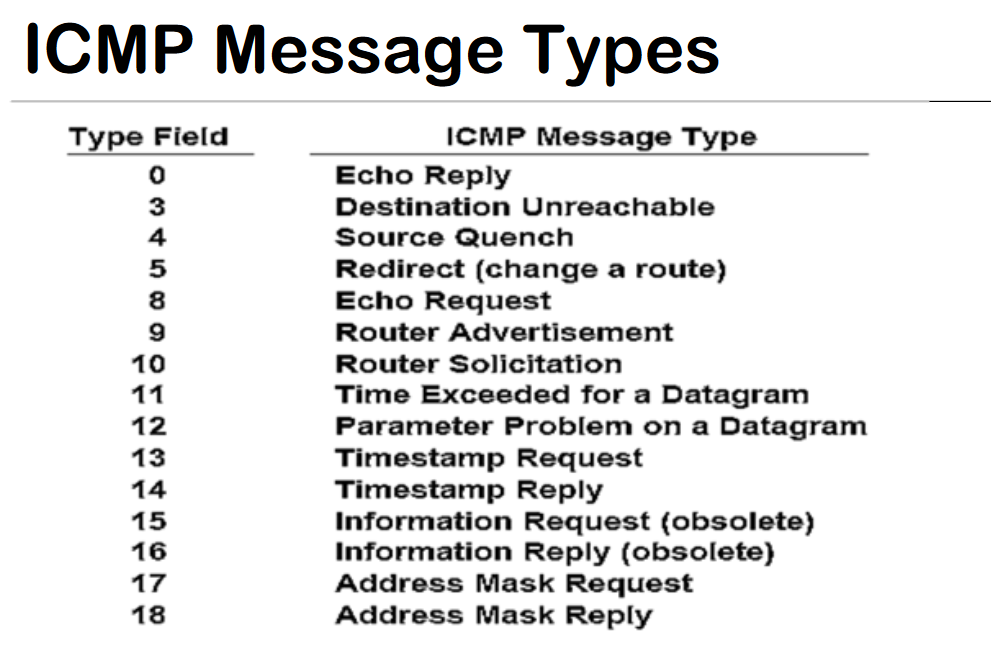 ICMP Message Types
Type Field ICMP Message Type
0 Echo Reply
3 Destination Unreachable
4 Source Quench
5 Redirect (change a route)
8 Echo Request
9 Router Advertisement
10 Router Solicitation
11 Time Exceeded for a Datagram
12 Parameter Problem on a Datagram
13 Timestamp Request
14 Timestamp Reply
15 Information Request (obsolete)
16 Information Reply (obsolete)
17 Address Mask Request
18 Address Mask Reply